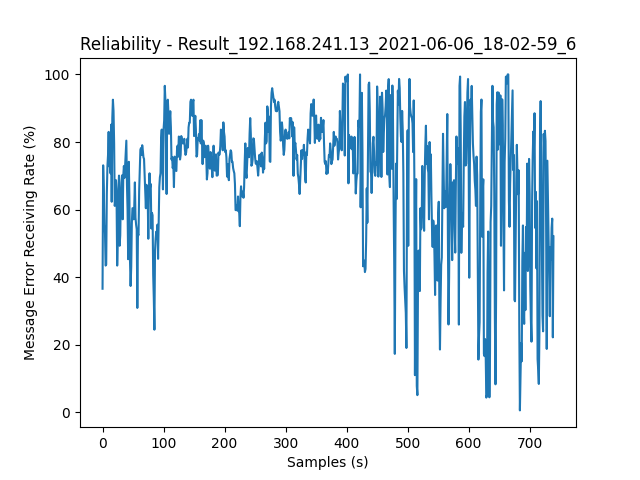 Reliability - Result_192.168.241.13_2021-06-06_18-02-59_6
100
80
60
40
20
0
Message Error Receiving Rate (%)
0 100 200 300 400 500 600 700
Samples (s)